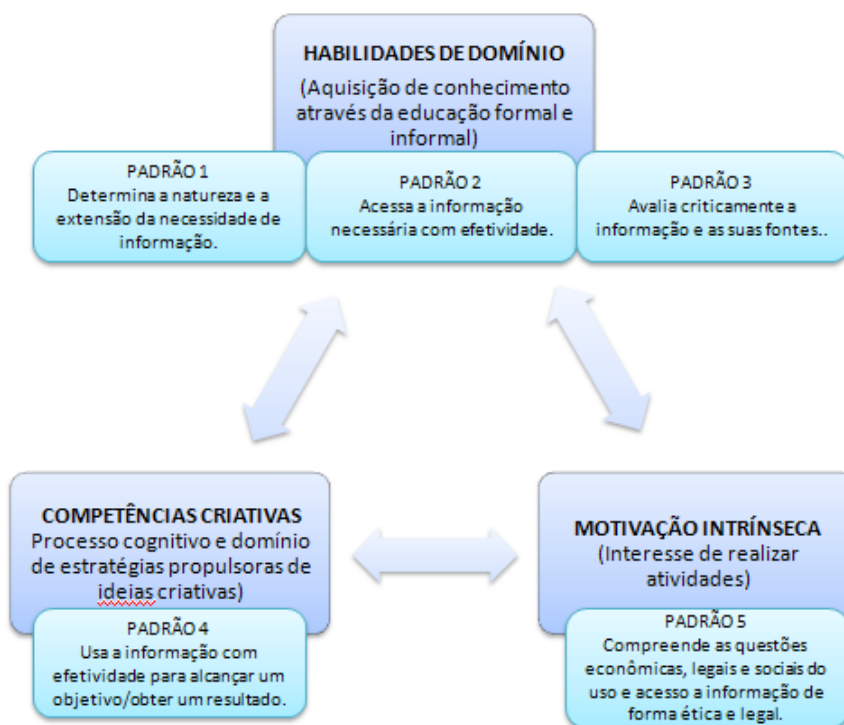 HABILIDADES DE DOMÍNIO
(Aquisição de conhecimento
através da educação formal e
informal)
PADRÃO 1
Determina a natureza e a
extensão da necessidade de
informação.
PADRÃO 2
Acessa a informação
necessária com efetividade.
PADRÃO 3
Avalia criticamente a
informação e as suas fontes..
COMPETÊNCIAS CRIATIVAS
Processo cognitivo e domínio
de estratégias propulsoras de
ideias criativas)
PADRÃO 4
Usa a informação com
efetividade para alcançar um
objetivo/obter um resultado.
MOTIVAÇÃO INTRÍNSECA
(Interesse de realizar
atividades)
PADRÃO 5
Compreende as questões
econômicas, legais e sociais do
uso e acesso a informação de
forma ética e legal.